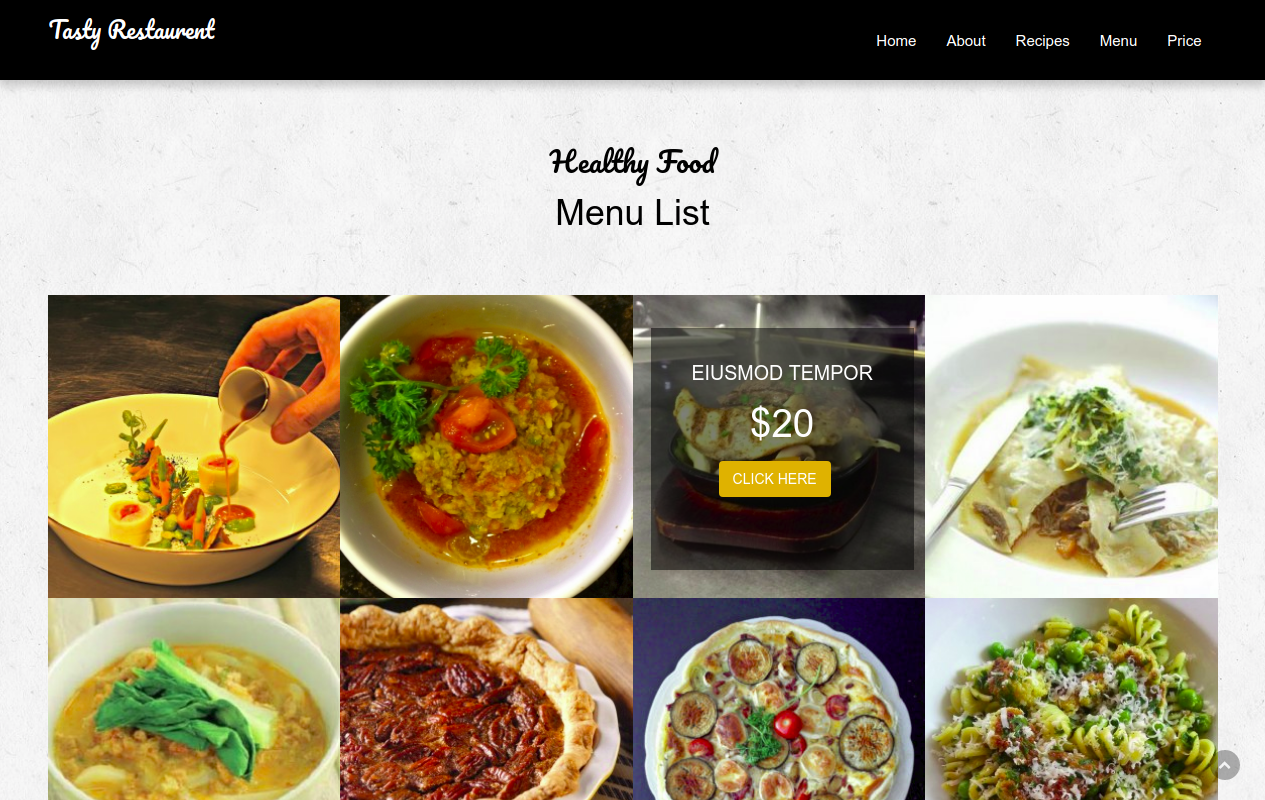 Tasty Restaurent
Home About Recipes Menu Price
Healthy Food
Menu List
EIUSMOD TEMPOR
$20
CLICK HERE